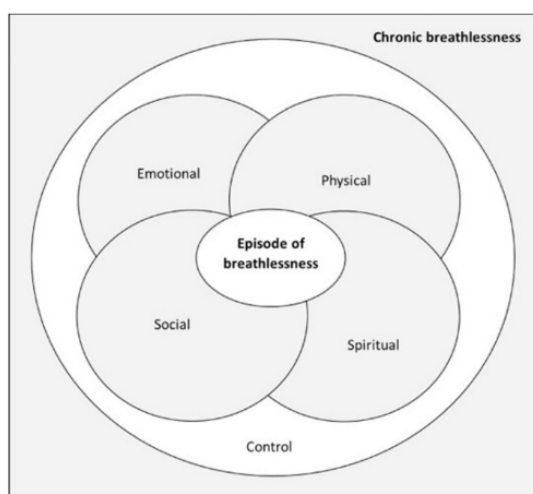 Chronic breathlessness
Emotional
Physical
Episode of
breathlessness
Social
Spiritual
Control